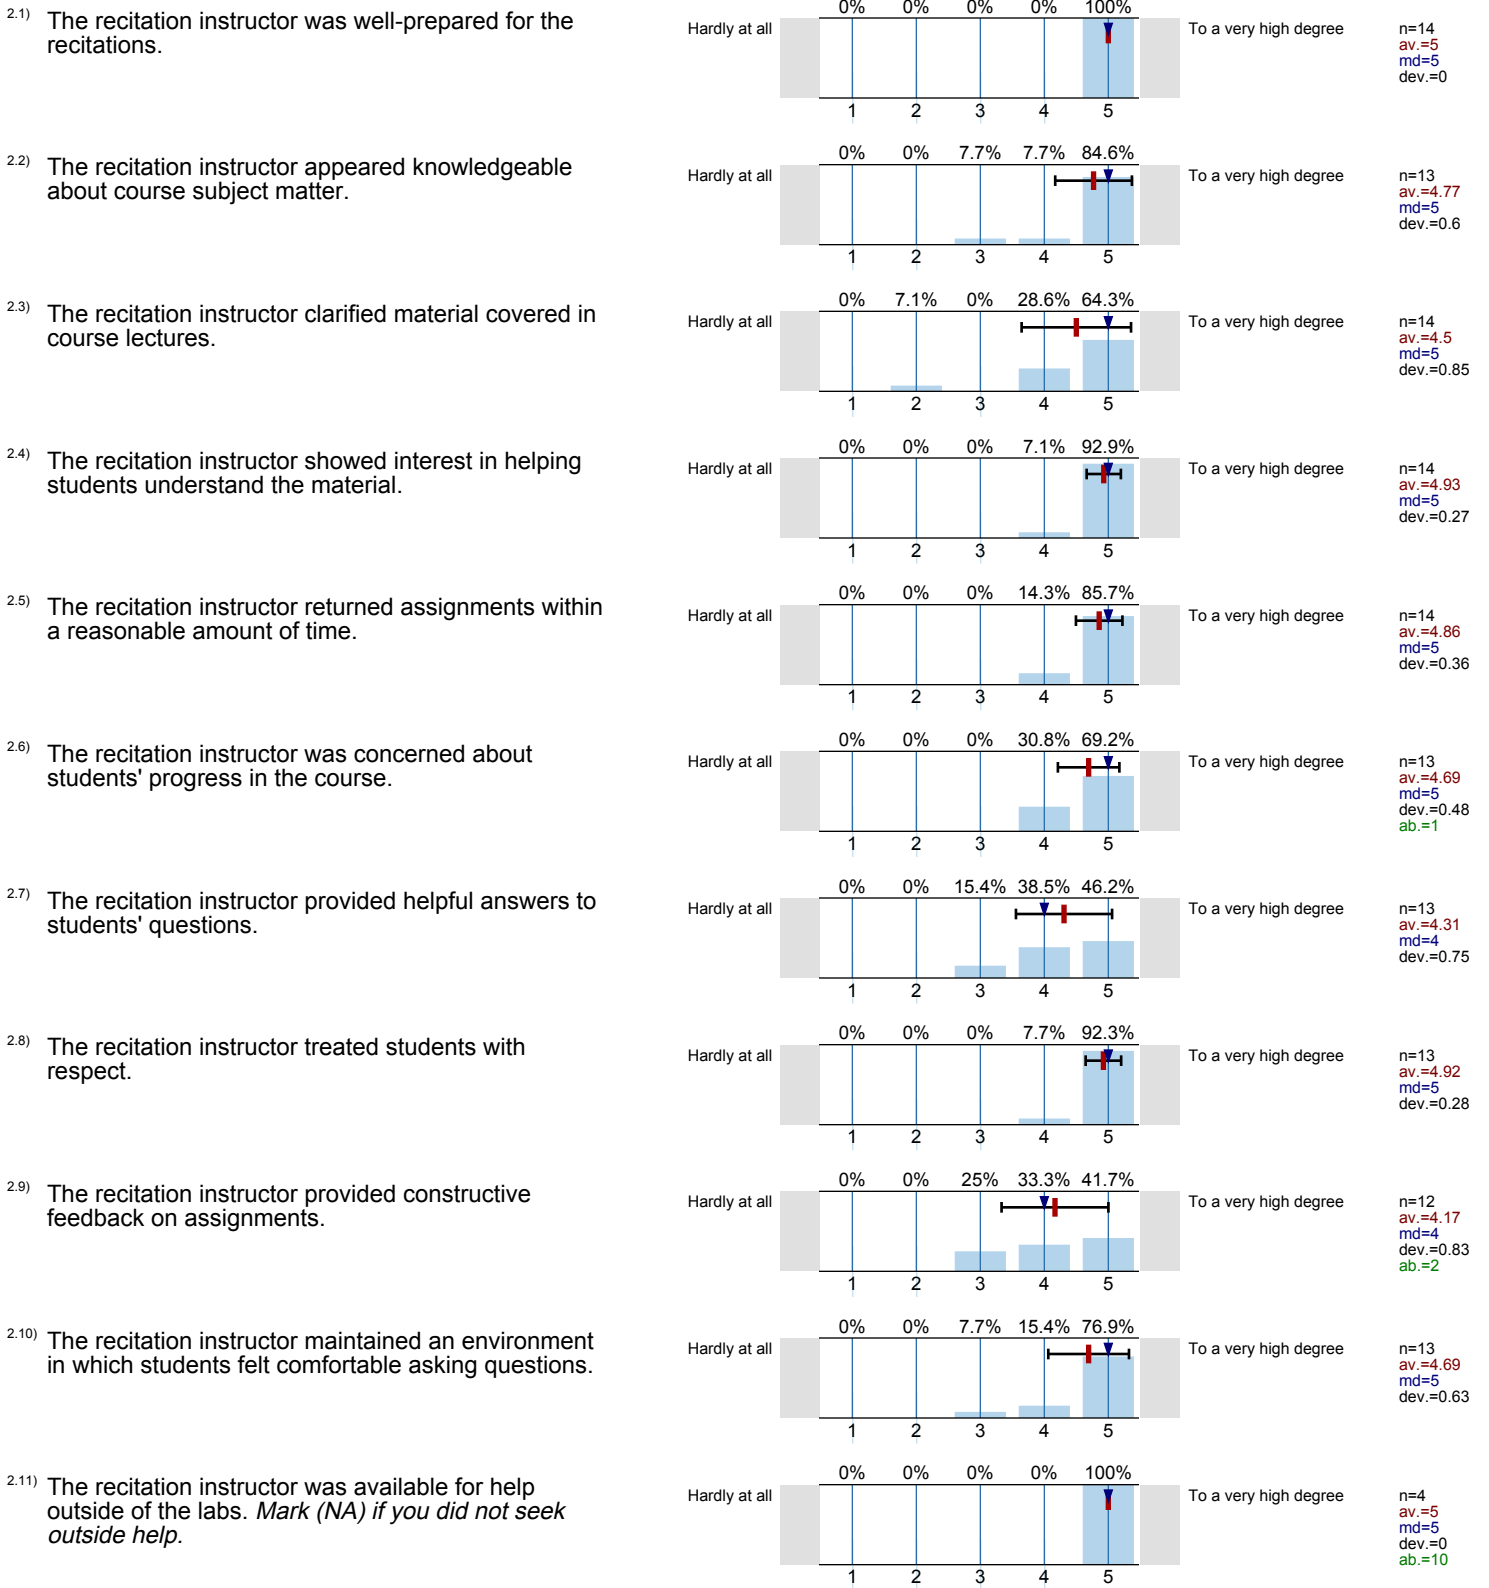 2.1) The recitation instructor was well-prepared for the
recitations.
0% 0% 0% 0% 100%
Hardly at all
To a very high degree
n=14
av.=5
md=5
dev.=0
1 2 3 4 5
2.2) The recitation instructor appeared knowledgeable
about course subject matter.
0% 0% 7.7% 7.7% 84.6%
Hardly at all
To a very high degree
n=13
av.=4.77
md=5
dev.=0.6
1 2 3 4 5
2.3) The recitation instructor clarified material covered in
course lectures.
0% 7.1% 0% 28.6% 64.3%
Hardly at all
To a very high degree
n=14
av.=4.5
md=5
dev.=0.85
1 2 3 4 5
2.4) The recitation instructor showed interest in helping
students understand the material.
0% 0% 0% 7.1% 92.9%
Hardly at all
To a very high degree
n=14
av.=4.93
md=5
dev.=0.27
1 2 3 4 5
2.5) The recitation instructor returned assignments within
a reasonable amount of time.
0% 0% 0% 14.3% 85.7%
Hardly at all
To a very high degree
n=14
av.=4.86
md=5
dev.=0.36
1 2 3 4 5
2.6) The recitation instructor was concerned about
students' progress in the course.
0% 0% 0% 30.8% 69.2%
Hardly at all
To a very high degree
n=13
av.=4.69
md=5
dev.=0.48
ab.=1
1 2 3 4 5
2.7) The recitation instructor provided helpful answers to
students' questions.
0% 0% 15.4% 38.5% 46.2%
Hardly at all
To a very high degree
n=13
av.=4.31
md=4
dev.=0.75
1 2 3 4 5
2.8) The recitation instructor treated students with
respect.
0% 0% 0% 7.7% 92.3%
Hardly at all
To a very high degree
n=13
av.=4.92
md=5
dev.=0.28
1 2 3 4 5
2.9) The recitation instructor provided constructive
feedback on assignments.
0% 0% 25% 33.3% 41.7%
Hardly at all
To a very high degree
n=12
av.=4.17
md=4
dev.=0.83
ab.=2
1 2 3 4 5
2.10) The recitation instructor maintained an environment
in which students felt comfortable asking questions.
0% 0% 7.7% 15.4% 76.9%
Hardly at all
To a very high degree
n=13
av.=4.69
md=5
dev.=0.63
1 2 3 4 5
2.11) The recitation instructor was available for help
outside of the labs. Mark (NA) if you did not seek
outside help.
0% 0% 0% 0% 100%
Hardly at all
To a very high degree
n=4
av.=5
md=5
dev.=0
ab.=10
1 2 3 4 5